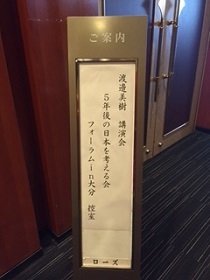 ご案内
渡邉美樹 講演会
5年後の日本を考える会
フォーラムin大分 控室
ローズ